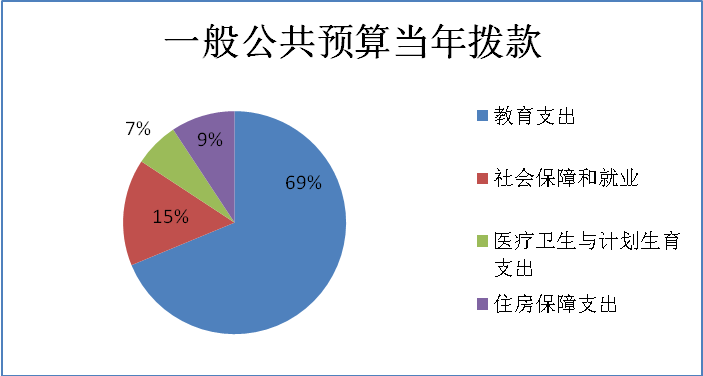 一般公共预算当年拨款
7%
9%
69%
15%
教育支出
社会保障和就业
医疗卫生与计划生育
支出
住房保障支出